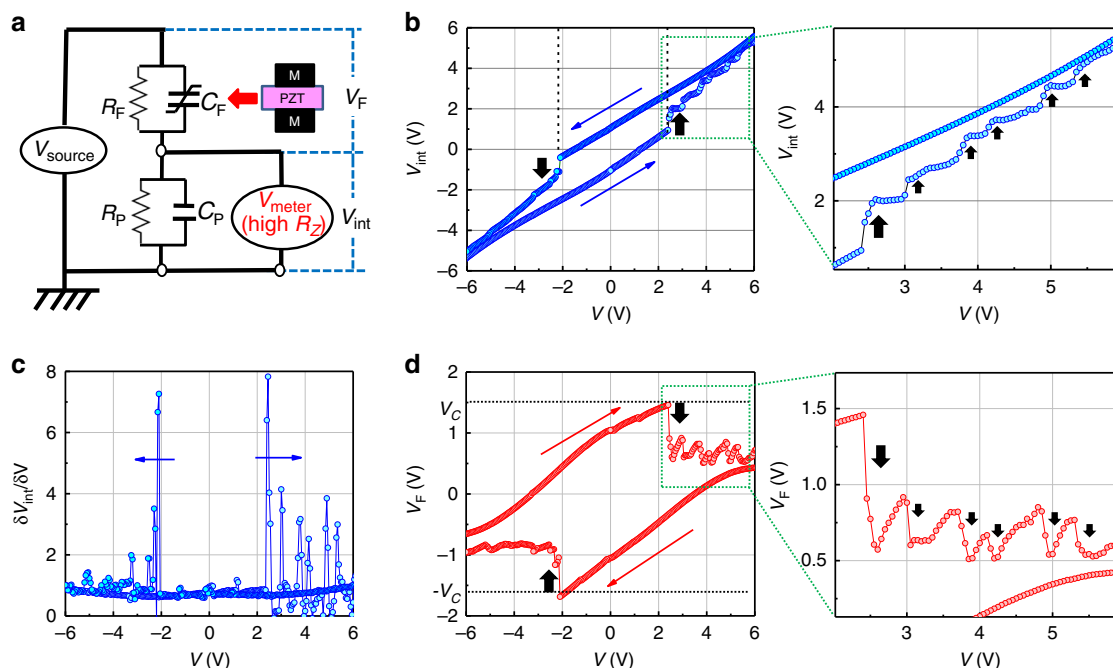 a
R_F
C_F
M
PZT
M
V_F
V_source
R_P
C_P
V_meter
(high R_Z)
V_int
b
V_int (V)
6
4
2
0
−2
−4
−6
−6 −4 −2 0 2 4 6
V (V)
V_int (V)
4
2
3 4 5
V (V)
c
δV_int/δV
8
6
4
2
0
−6 −4 −2 0 2 4 6
V (V)
d
V_F (V)
2
V_C
1
0
−1
-V_C
−2
−6 −4 −2 0 2 4 6
V (V)
V_F (V)
1.5
1.0
0.5
3 4 5
V (V)